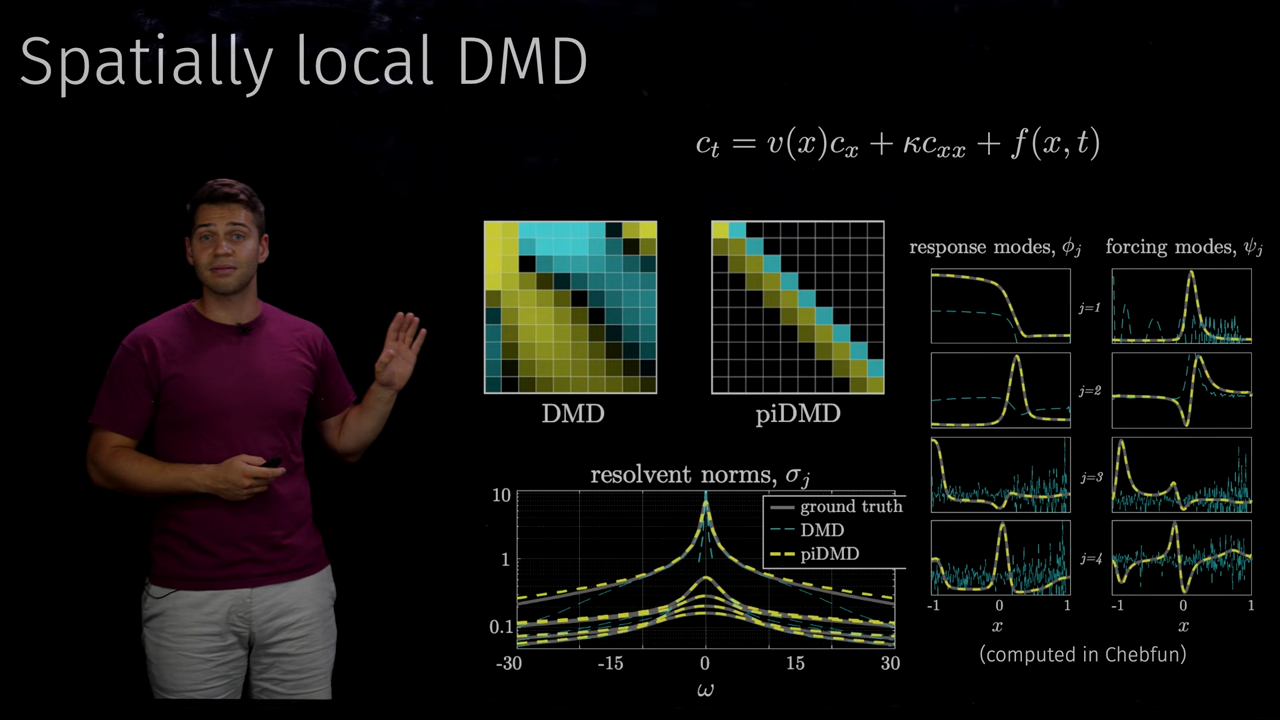 Spatially local DMD
c_t = v(x)c_x + κc_{xx} + f(x, t)
DMD
piDMD
resolvent norms, σ_j
10
1
0.1
ground truth
DMD
piDMD
-30 -15 0 15 30
ω
response modes, ϕ_j forcing modes, ψ_j
j=1
j=2
j=3
j=4
-1 0 1 -1 0 1
x x
(computed in Chebfun)